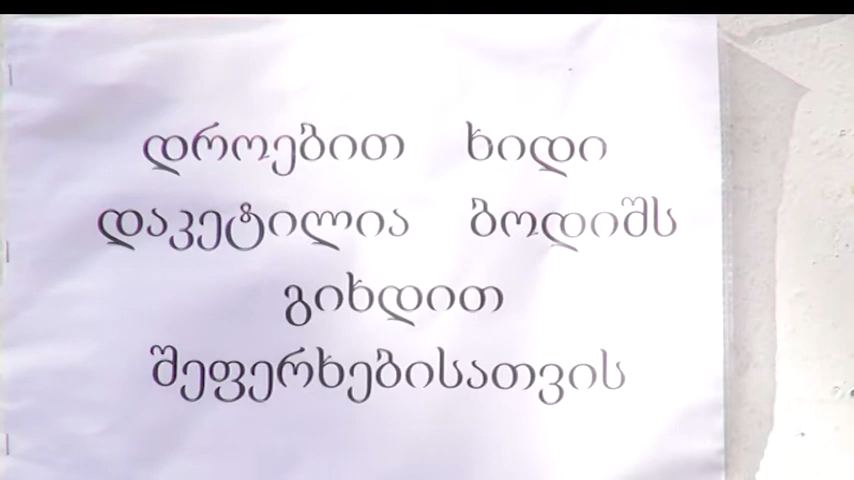 დროებით ხიდი
დაკეტილია ბოდიშს
გიხდით
შეფერხებისათვის